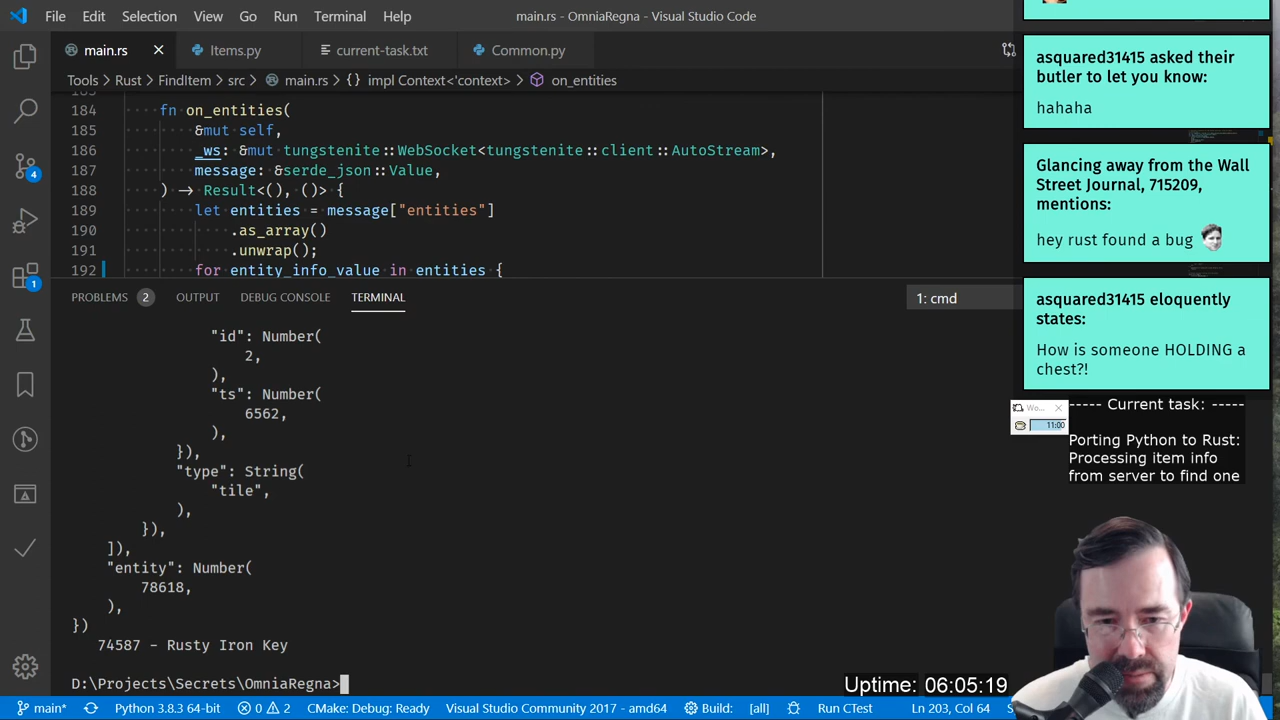 File Edit Selection View Go Run Terminal Help main.rs - OmniaRegna - Visual Studio Code
main.rs Items.py current-task.txt Common.py
Tools > Rust > FindItem > src > main.rs > {} impl Context<'context> > on_entities
184 fn on_entities(
185 &mut self,
186 _ws: &mut tungstenite::WebSocket<tungstenite::client::AutoStream>,
187 message: &serde_json::Value,
188 ) → Result<(), ()> {
189 let entities = message["entities"]
190 .as_array()
191 .unwrap();
192 for entity_info_value in entities {
PROBLEMS 2 OUTPUT DEBUG CONSOLE TERMINAL 1: cmd
"id": Number(
2,
),
"ts": Number(
6562,
),
}),
"type": String(
"tile",
),
}),
]),
"entity": Number(
78618,
),
})
74587 - Rusty Iron Key
D:\Projects\Secrets\OmniaRegna>
asquared31415 asked their
butler to let you know:
hahaha
Glancing away from the Wall
Street Journal, 715209,
mentions:
hey rust found a bug
asquared31415 eloquently
states:
How is someone HOLDING a
chest?!
Wo...
11:00
----- Current task: -----
Porting Python to Rust:
Processing item info
from server to find one
4
1
Uptime: 06:05:19
main* Python 3.8.3 64-bit 0 2 CMake: Debug: Ready Visual Studio Community 2017 - amd64 Build: [all] Run CTest Ln 203, Col 64